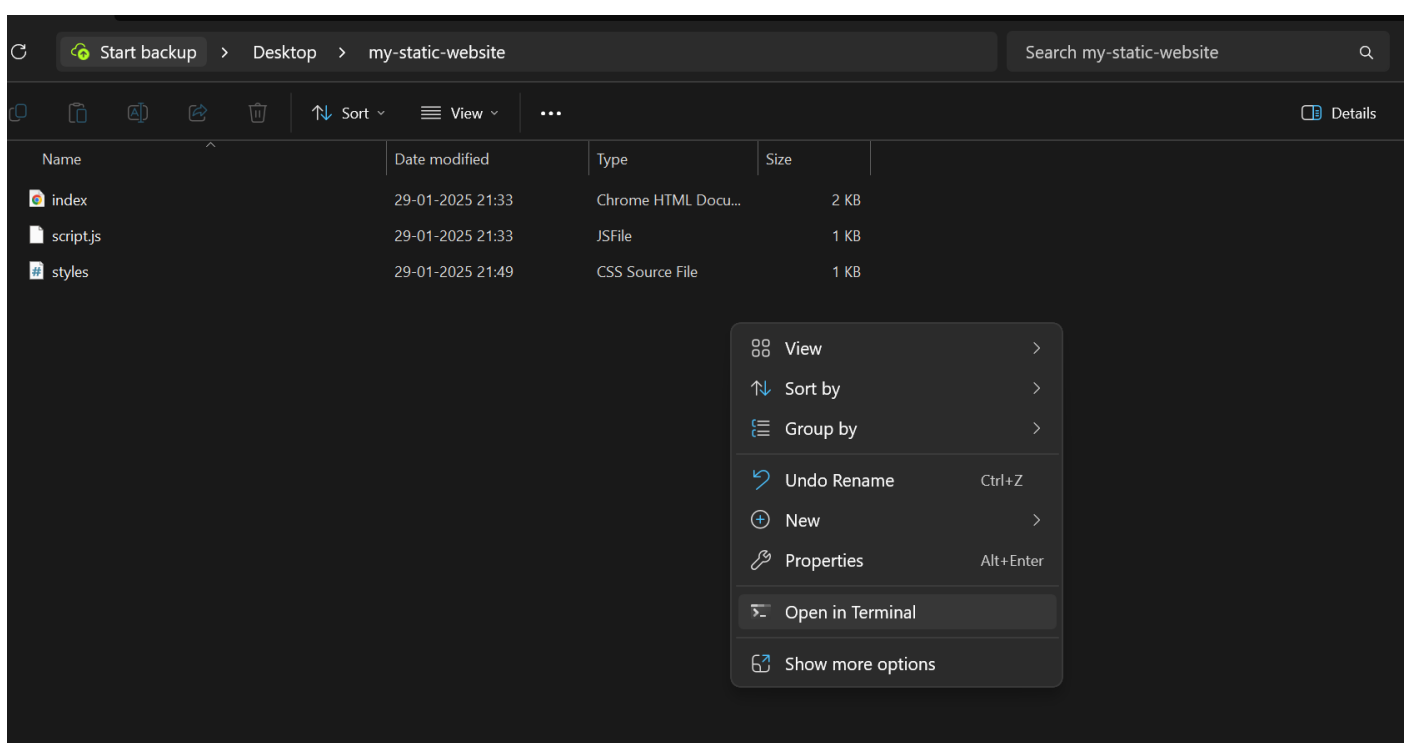 Start backup > Desktop > my-static-website Search my-static-website
Sort View ... Details
Name Date modified Type Size
index 29-01-2025 21:33 Chrome HTML Docu... 2 KB
script.js 29-01-2025 21:33 JSFile 1 KB
styles 29-01-2025 21:49 CSS Source File 1 KB
View
Sort by
Group by
Undo Rename Ctrl+Z
New
Properties Alt+Enter
Open in Terminal
Show more options